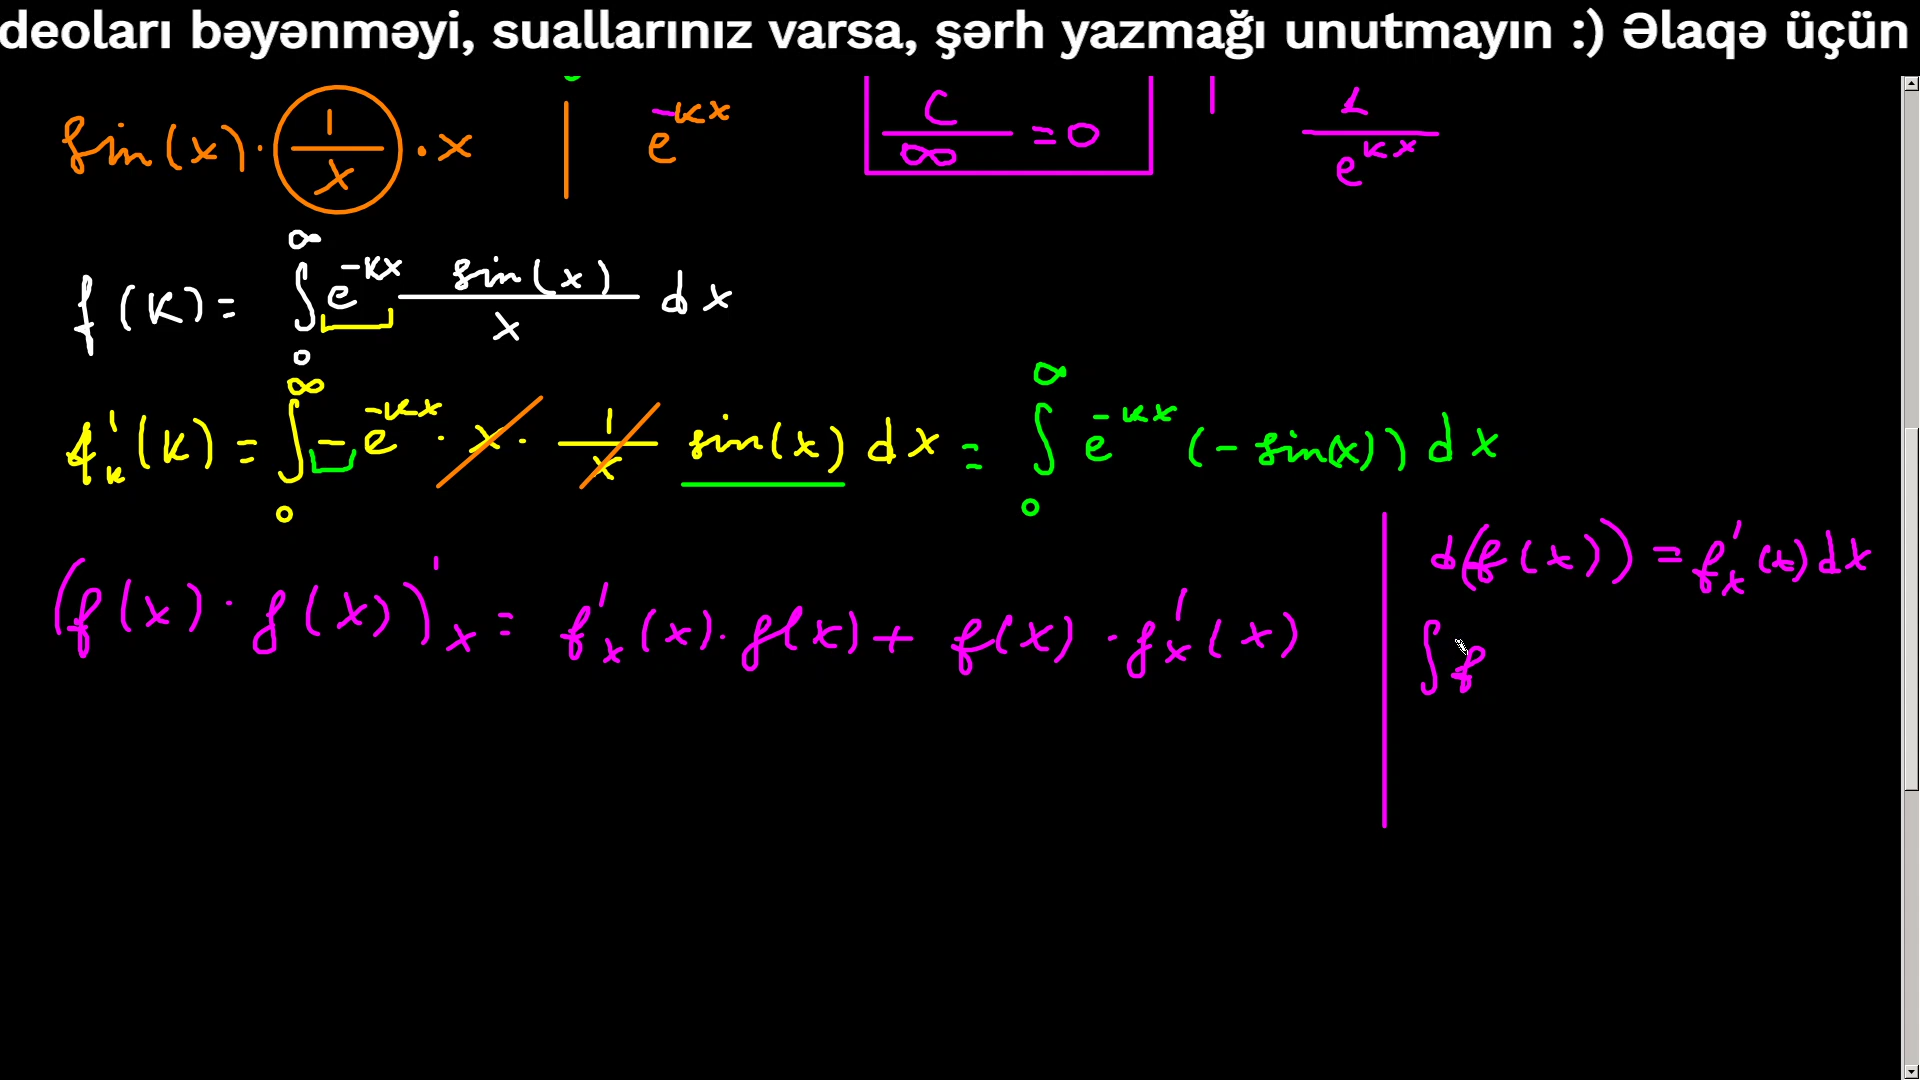 deoları bəyənməyi, suallarınız varsa, şərh yazmağı unutmayın :) Əlaqə üçün
sin(x) · 1/x · x | e^-kx   C/∞ = 0 | 1/e^kx
f(k) = ∫₀^∞ e^-kx sin(x)/x dx
f'ₖ(k) = ∫₀^∞ -e^-kx · x · 1/x sin(x) dx = ∫₀^∞ e^-kx (-sin(x)) dx
(f(x) · g(x))'ₓ = f'ₓ(x) · g(x) + f(x) · g'ₓ(x)
d(f(x)) = f'ₓ(x) dx
∫ f